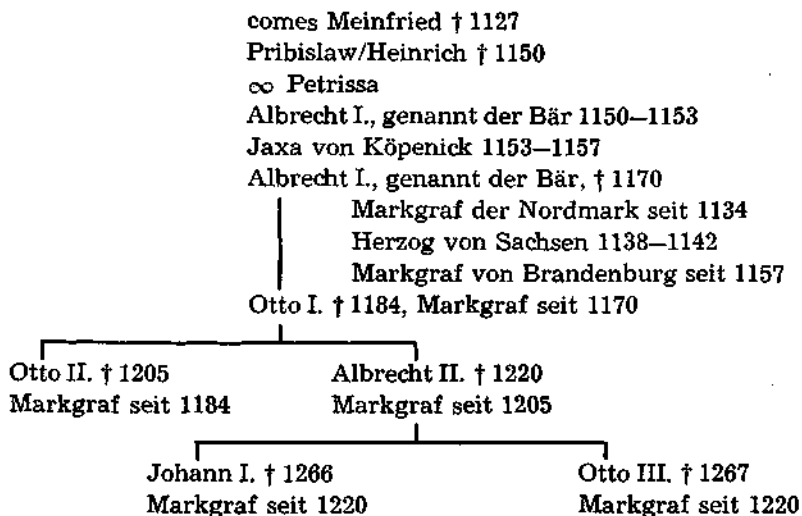 comes Meinfried † 1127
Pribislaw/Heinrich † 1150
∞ Petrissa
Albrecht I., genannt der Bär 1150–1153
Jaxa von Köpenick 1153–1157
Albrecht I., genannt der Bär, † 1170
Markgraf der Nordmark seit 1134
Herzog von Sachsen 1138–1142
Markgraf von Brandenburg seit 1157
Otto I. † 1184, Markgraf seit 1170
Otto II. † 1205
Markgraf seit 1184
Albrecht II. † 1220
Markgraf seit 1205
Johann I. † 1266
Markgraf seit 1220
Otto III. † 1267
Markgraf seit 1220